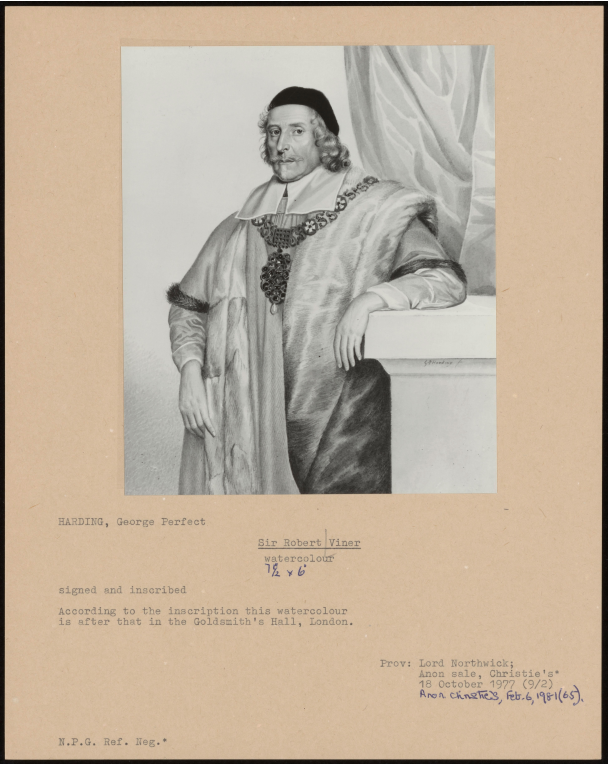 HARDING, George Perfect
Sir Robert Viner
watercolour
7½ x 6
signed and inscribed
According to the inscription this watercolour
is after that in the Goldsmith's Hall, London.
Prov: Lord Northwick;
Anon sale, Christie's*
18 October 1977 (9/2)
Anon Christie's, Feb. 6, 1981 (65).
N.P.G. Ref. Neg.*